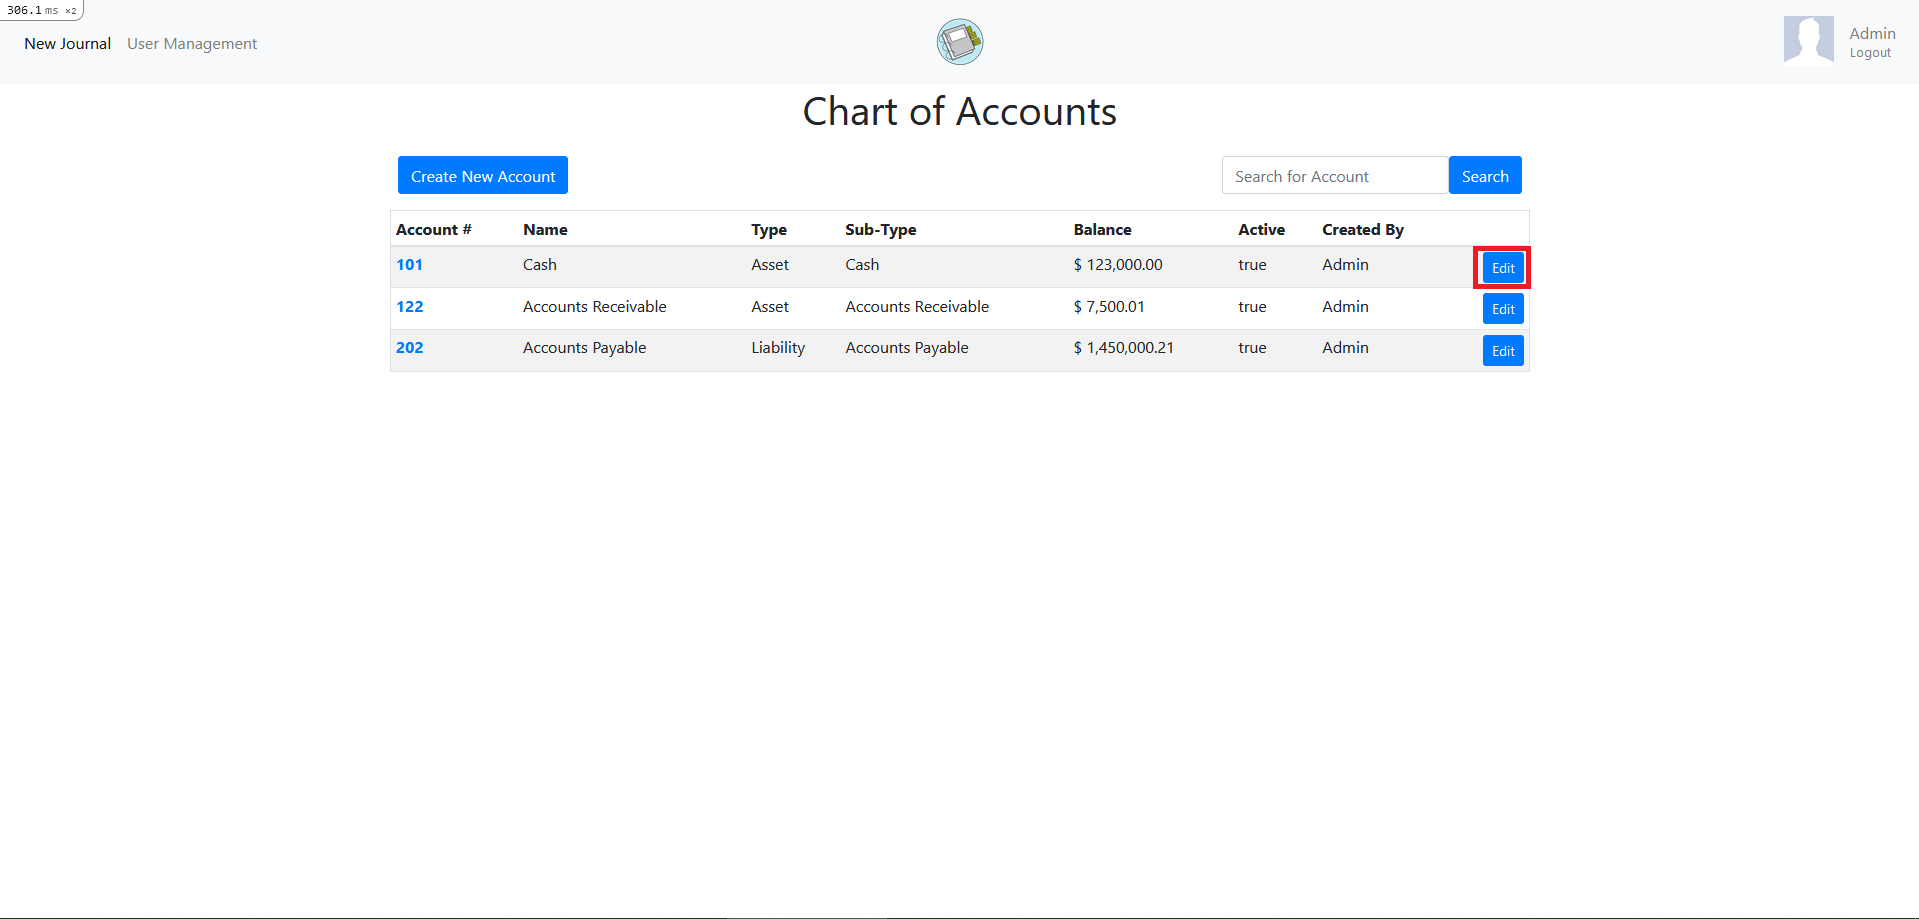 306.1 ms ×2
New Journal User Management
Admin
Logout
Chart of Accounts
Create New Account Search for Account Search
Account # Name Type Sub-Type Balance Active Created By
101 Cash Asset Cash $ 123,000.00 true Admin Edit
122 Accounts Receivable Asset Accounts Receivable $ 7,500.01 true Admin Edit
202 Accounts Payable Liability Accounts Payable $ 1,450,000.21 true Admin Edit